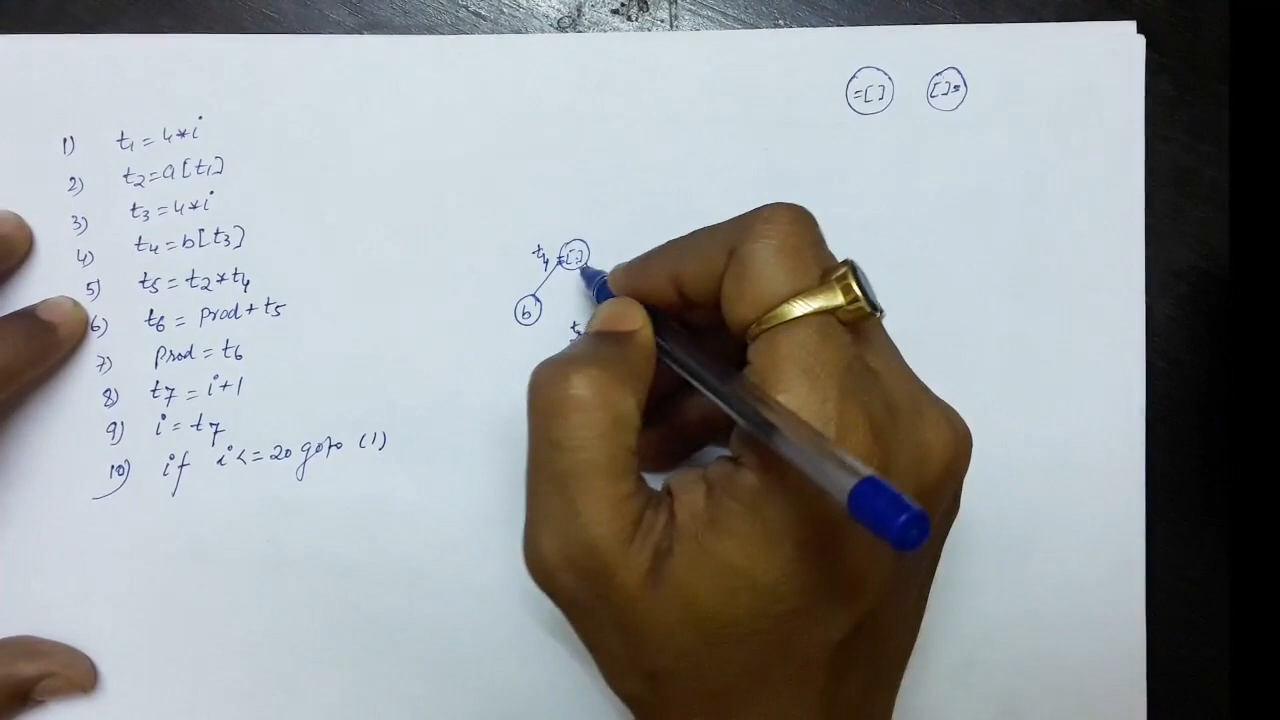 =[] []=
1) t1 = 4*i
2) t2 = a[t1]
3) t3 = 4*i
4) t4 = b[t3]
5) t5 = t2*t4
6) t6 = Prod + t5
7) Prod = t6
8) t7 = i+1
9) i = t7
10) if i <= 20 goto (1)
t4 =[]
b